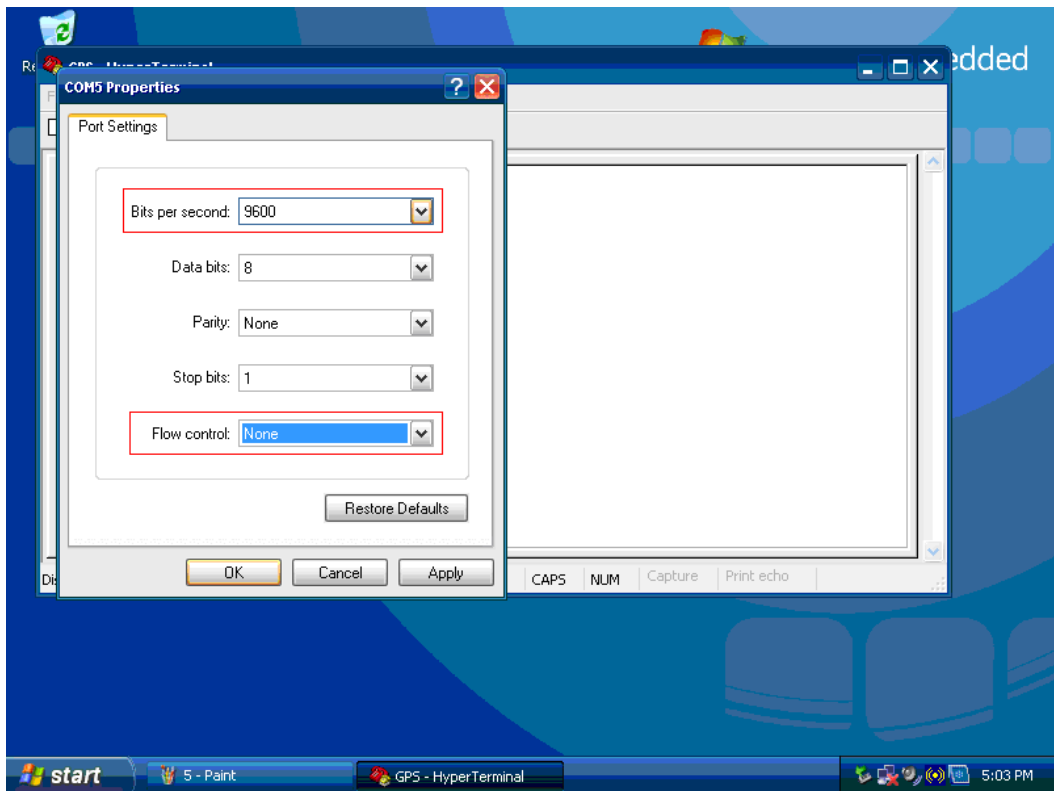 edded
COM5 Properties
Port Settings
Bits per second: 9600
Data bits: 8
Parity: None
Stop bits: 1
Flow control: None
Restore Defaults
OK Cancel Apply
CAPS NUM Capture Print echo
start 5 - Paint GPS - HyperTerminal 5:03 PM